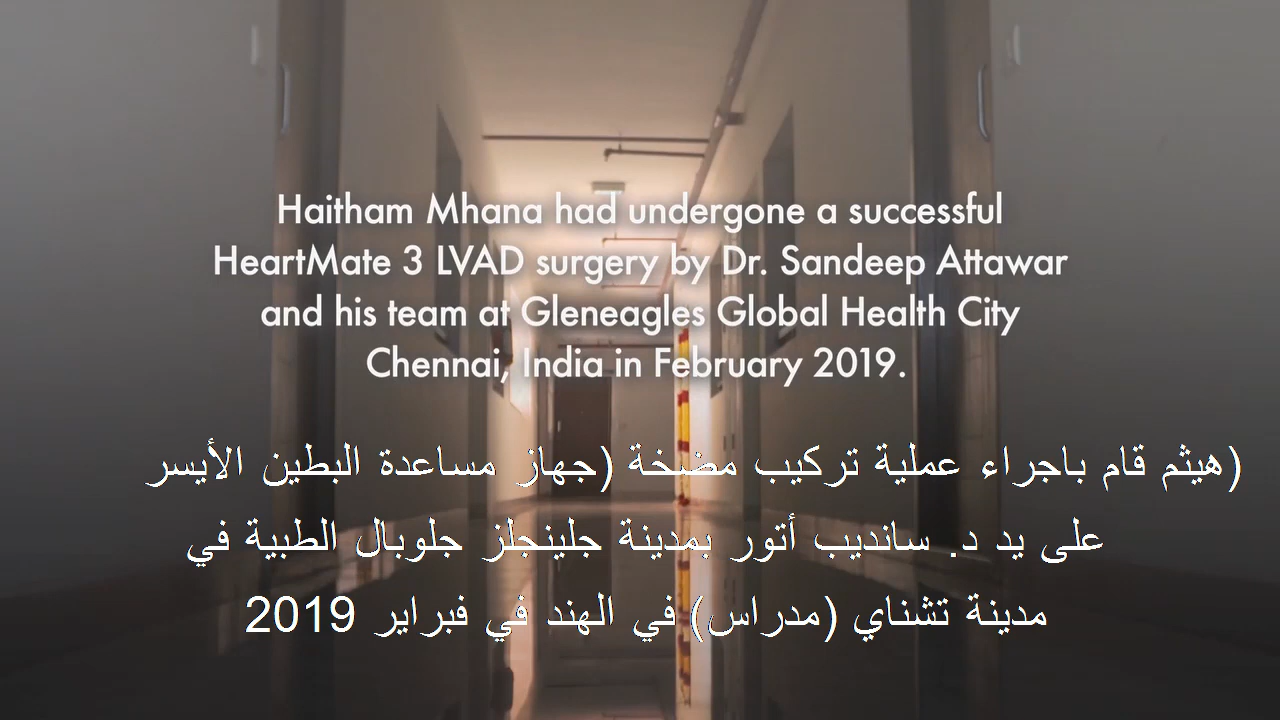 Haitham Mhana had undergone a successful
HeartMate 3 LVAD surgery by Dr. Sandeep Attawar
and his team at Gleneagles Global Health City
Chennai, India in February 2019.
(هيثم قام باجراء عملية تركيب مضخة (جهاز مساعدة البطين الأيسر
على يد د. سانديب أتور بمدينة جلينجلز جلوبال الطبية في
مدينة تشناي (مدراس) في الهند في فبراير 2019